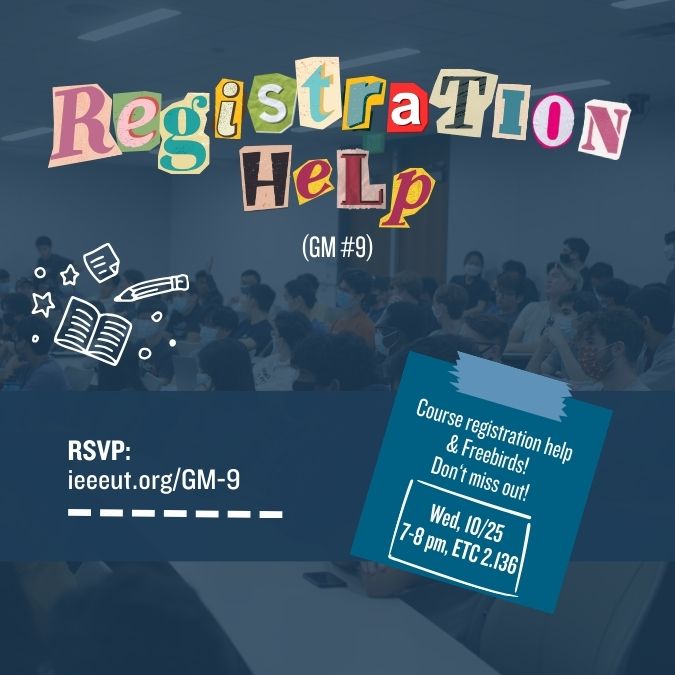 Registration
Help
(GM #9)
RSVP:
ieeeut.org/GM-9
Course registration help
& Freebirds!
Don't miss out!
Wed, 10/25
7-8 pm, ETC 2.136